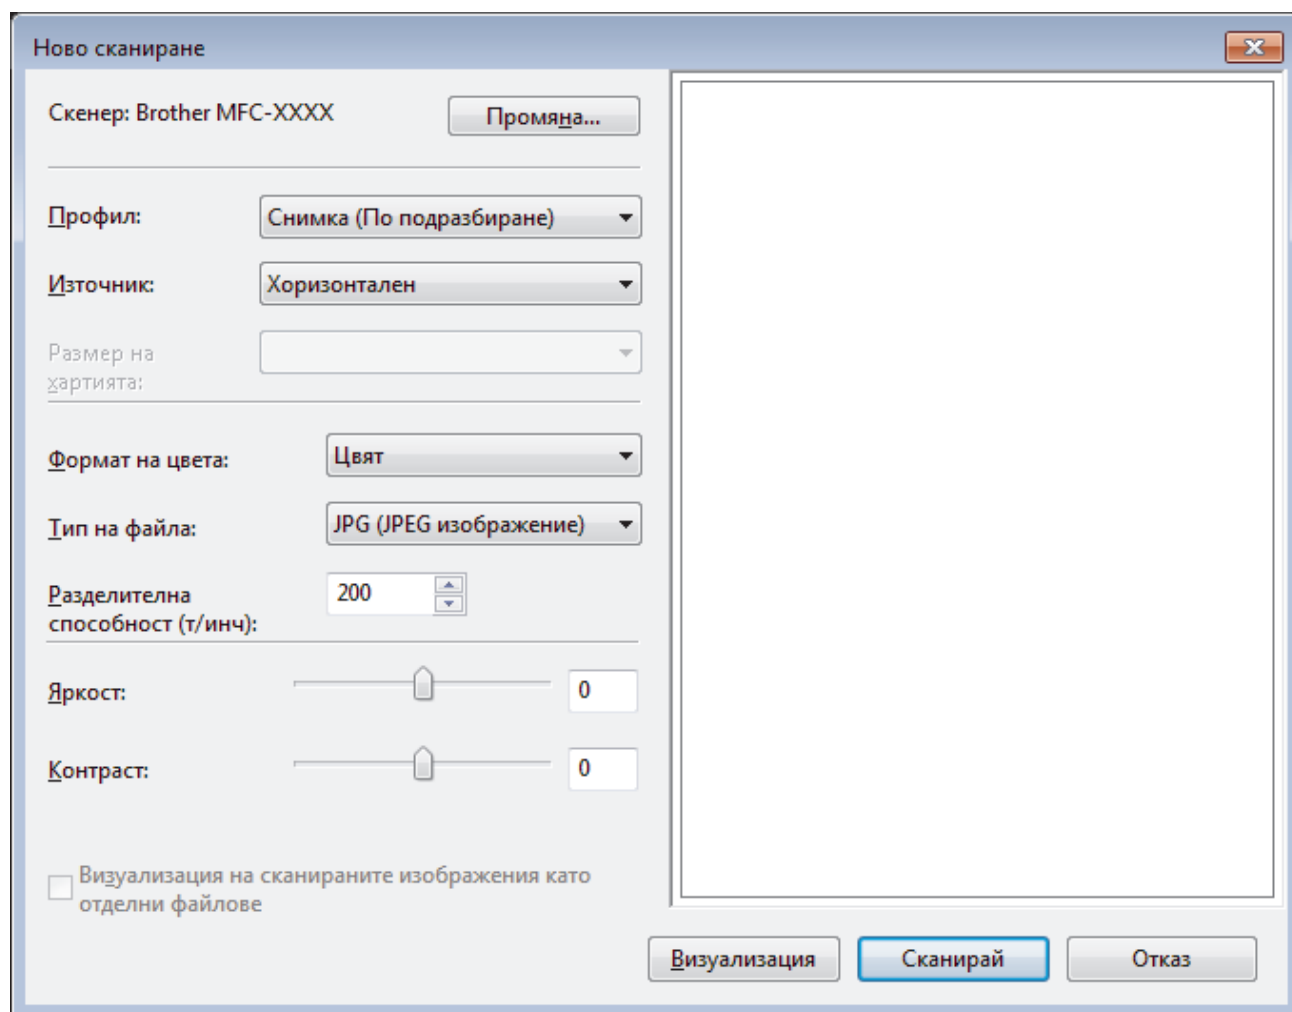 Ново сканиране
Скенер: Brother MFC-XXXX
Промяна...
Профил:
Снимка (По подразбиране)
Източник:
Хоризонтален
Размер на
хартията:
Формат на цвета:
Цвят
Тип на файла:
JPG (JPEG изображение)
Разделителна
способност (т/инч):
200
Яркост:
0
Контраст:
0
Визуализация на сканираните изображения като
отделни файлове
Визуализация
Сканирай
Отказ